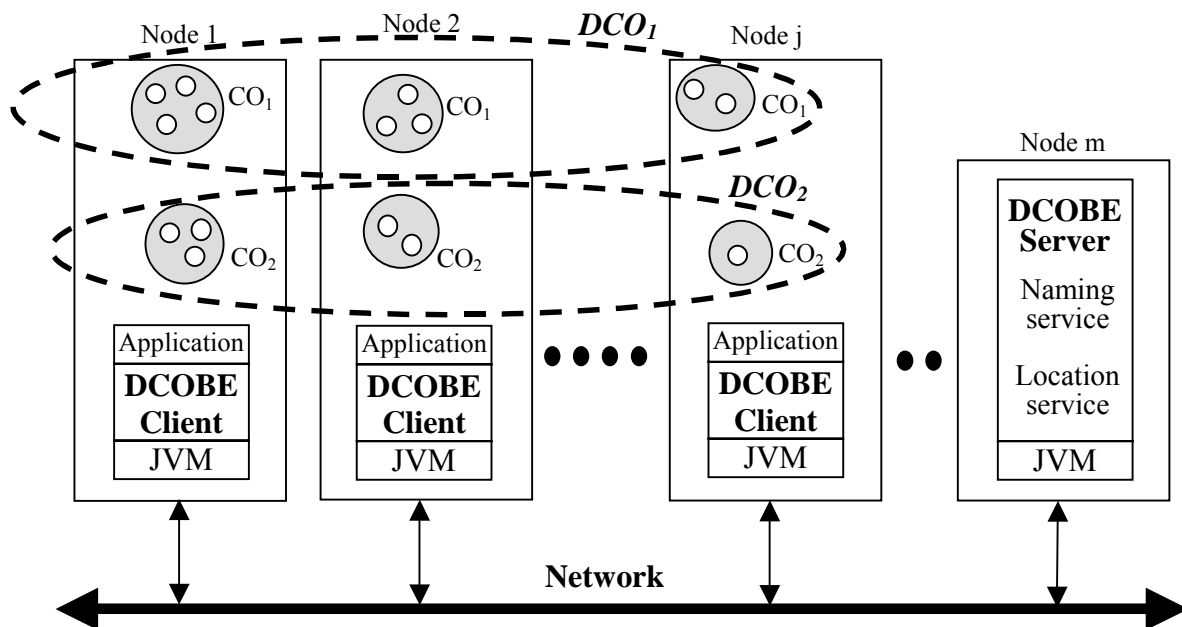 DCO₁
Node 1
Node 2
Node j
CO₁
CO₁
CO₁
Node m
DCO₂
CO₂
CO₂
CO₂
DCOBE
Server
Naming
service
Location
service
JVM
Application
DCOBE
Client
JVM
Application
DCOBE
Client
JVM
Application
DCOBE
Client
JVM
Network